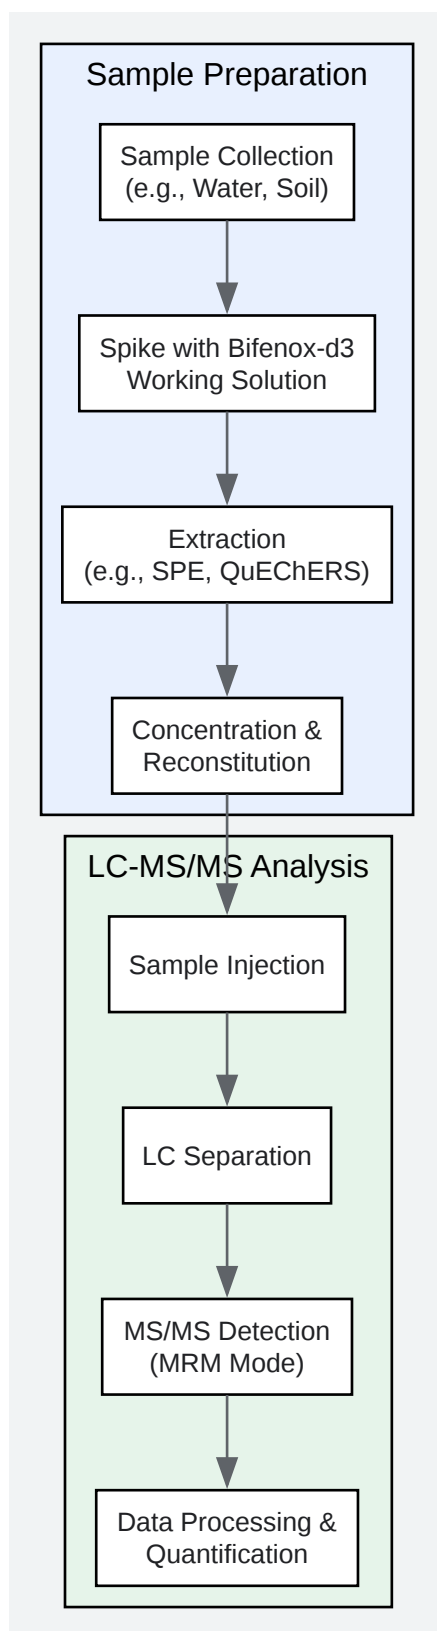 Sample Preparation
Sample Collection
(e.g., Water, Soil)
Spike with Bifenox-d3
Working Solution
Extraction
(e.g., SPE, QuEChERS)
Concentration &
Reconstitution
LC-MS/MS Analysis
Sample Injection
LC Separation
MS/MS Detection
(MRM Mode)
Data Processing &
Quantification